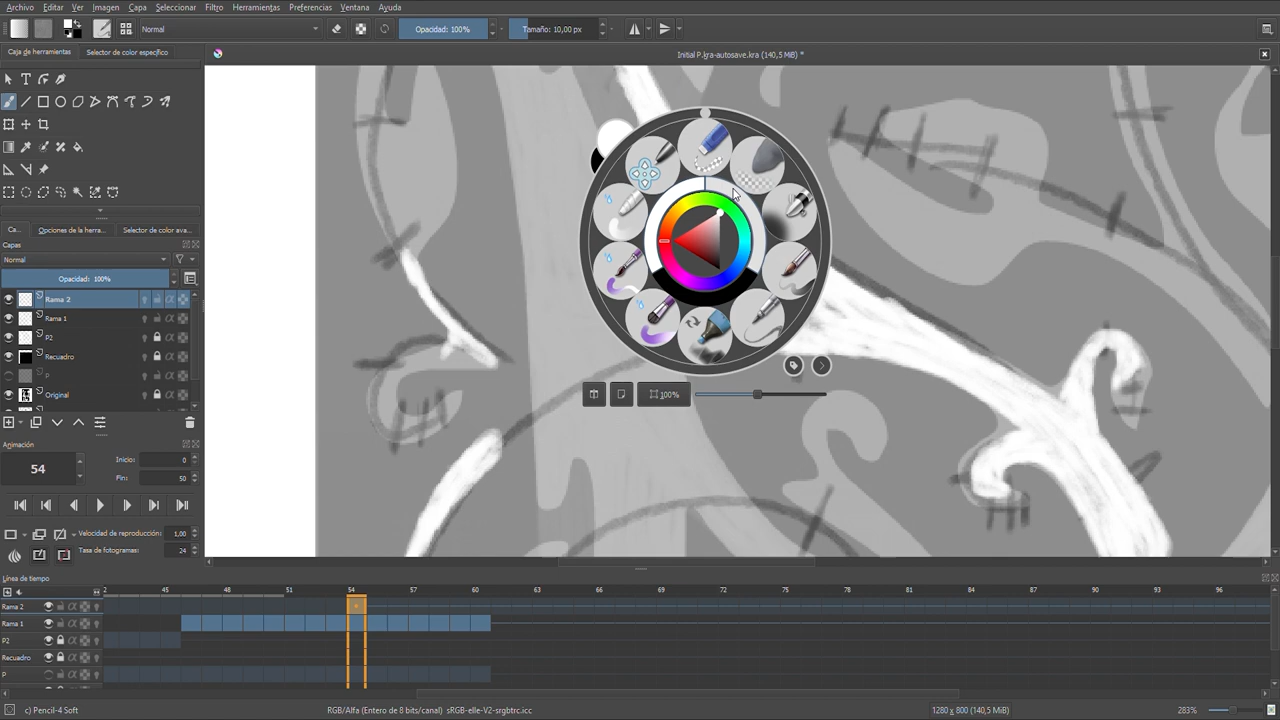 Archivo Editar Ver Imagen Capa Seleccionar Filtro Herramientas Preferencias Ventana Ayuda
Normal Opacidad: 100% Tamaño: 10,00 px
Caja de herramientas Selector de color específico
Initial P.kra-autosave.kra (140,5 MiB) *
Ca... Opciones de la herra... Selector de color ava...
Capas
Normal
Opacidad: 100%
Rama 2
Rama 1
P2
Recuadro
P
Original
100%
Animación
54 Inicio: 0
Fin: 50
Velocidad de reproducción: 1,00
Tasa de fotogramas: 24
Línea de tiempo
2 45 48 51 54 57 60 63 66 69 72 75 78 81 84 87 90 93 96
Rama 2
Rama 1
P2
Recuadro
P
c) Pencil-4 Soft RGB/Alfa (Entero de 8 bits/canal) sRGB-elle-V2-srgbtrc.icc 1280 x 800 (140,5 MiB) 283%